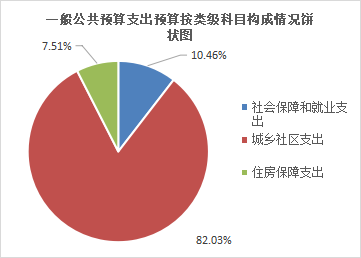 一般公共预算支出预算按类级科目构成情况饼
状图
7.51%
10.46%
社会保障和就业支
出
城乡社区支出
住房保障支出
82.03%